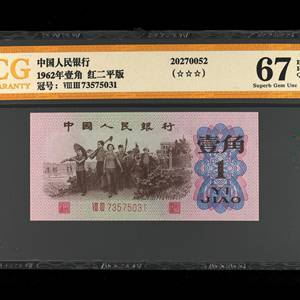 CG
WARRANTY
中国人民银行
1962年壹角 红二平版
冠号: VIII III 73575031
20270052
(☆☆☆)
67
Superb Gem Unc
中国人民银行
壹角
1
YI
JIAO
VIII III 73575031